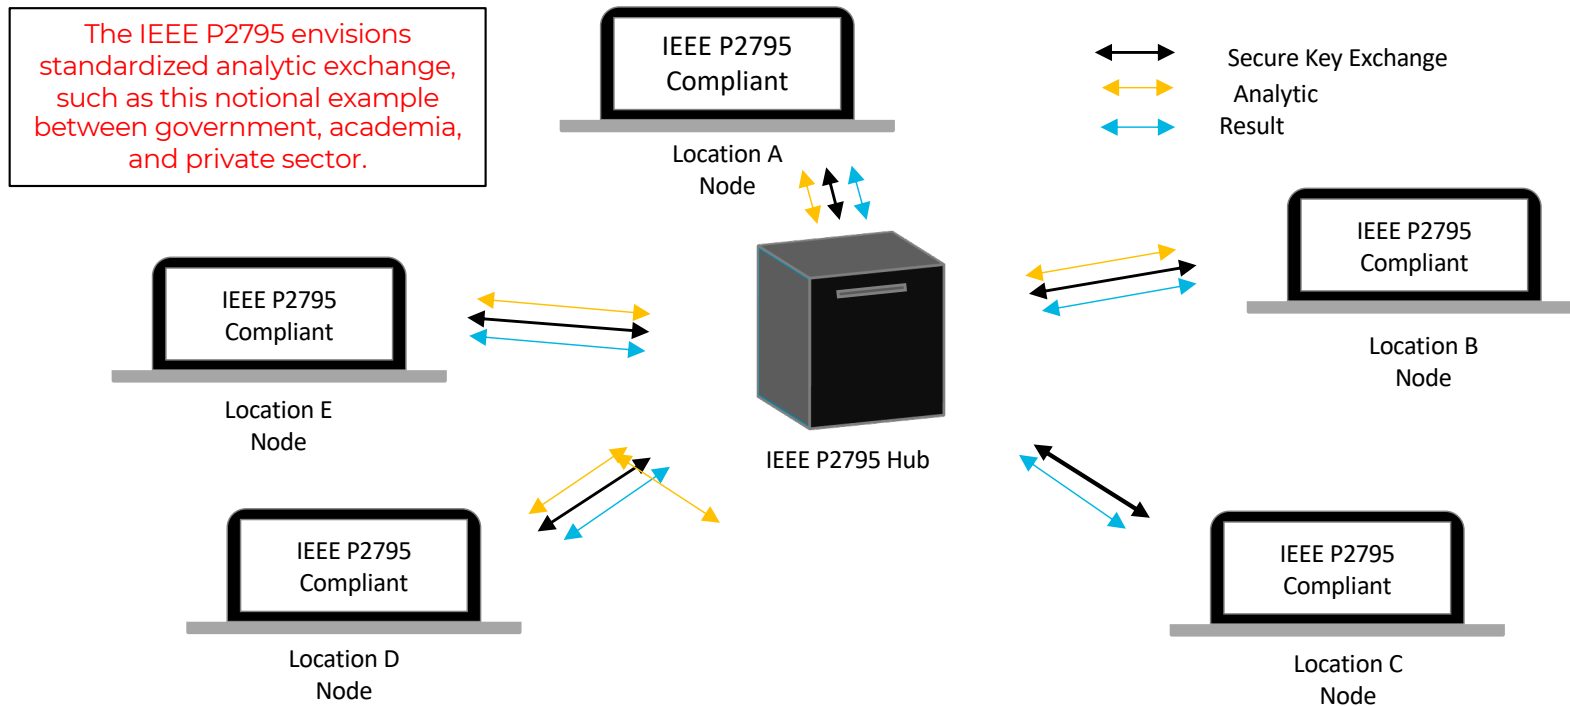 The IEEE P2795 envisions
standardized analytic exchange,
such as this notional example
between government, academia,
and private sector.
IEEE P2795
Compliant
Location A
Node
Secure Key Exchange
Analytic
Result
IEEE P2795
Compliant
Location B
Node
IEEE P2795
Compliant
Location E
Node
IEEE P2795 Hub
IEEE P2795
Compliant
Location D
Node
IEEE P2795
Compliant
Location C
Node